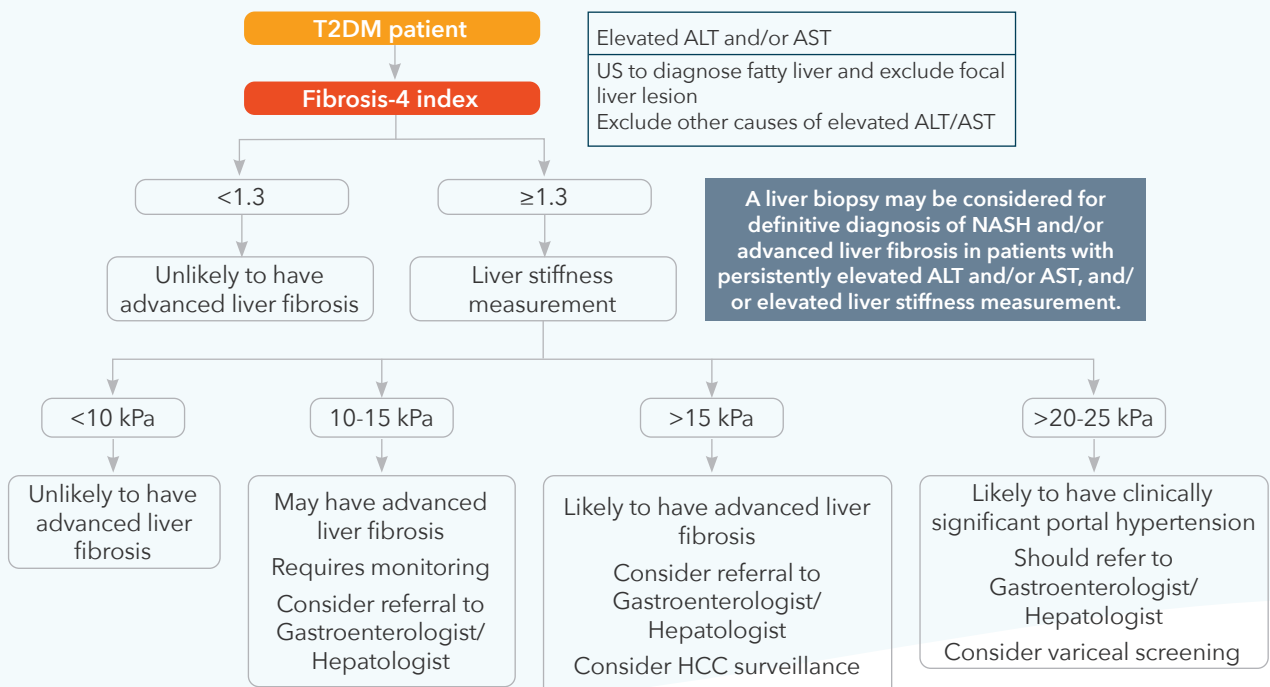 T2DM patient
Fibrosis-4 index
Elevated ALT and/or AST
US to diagnose fatty liver and exclude focal
liver lesion
Exclude other causes of elevated ALT/AST
<1.3
≥1.3
Unlikely to have
advanced liver fibrosis
Liver stiffness
measurement
A liver biopsy may be considered for
definitive diagnosis of NASH and/or
advanced liver fibrosis in patients with
persistently elevated ALT and/or AST, and/
or elevated liver stiffness measurement.
<10 kPa
10-15 kPa
>15 kPa
>20-25 kPa
Unlikely to have
advanced liver
fibrosis
May have advanced
liver fibrosis
Requires monitoring
Consider referral to
Gastroenterologist/
Hepatologist
Likely to have advanced liver
fibrosis
Consider referral to
Gastroenterologist/
Hepatologist
Consider HCC surveillance
Likely to have clinically
significant portal hypertension
Should refer to
Gastroenterologist/
Hepatologist
Consider variceal screening